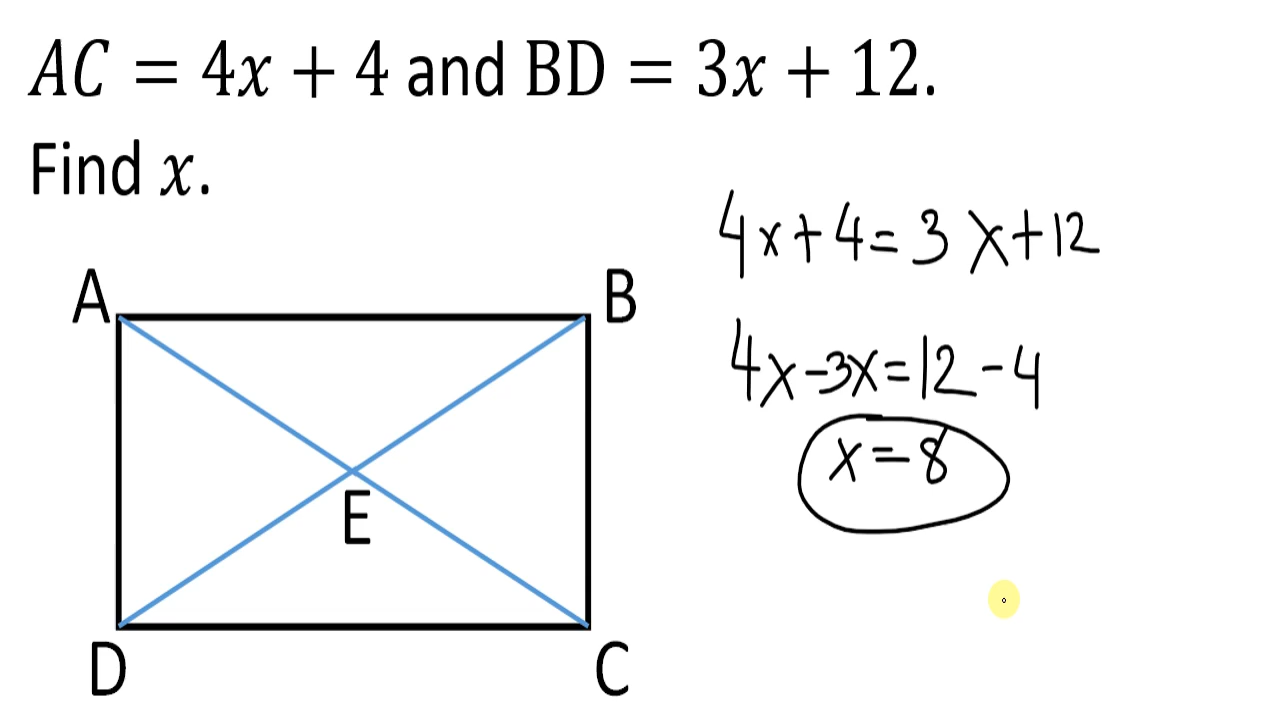 AC = 4x + 4 and BD = 3x + 12.
Find x.
4x+4=3x+12
A B
4x-3x=12-4
x=8
E
D C